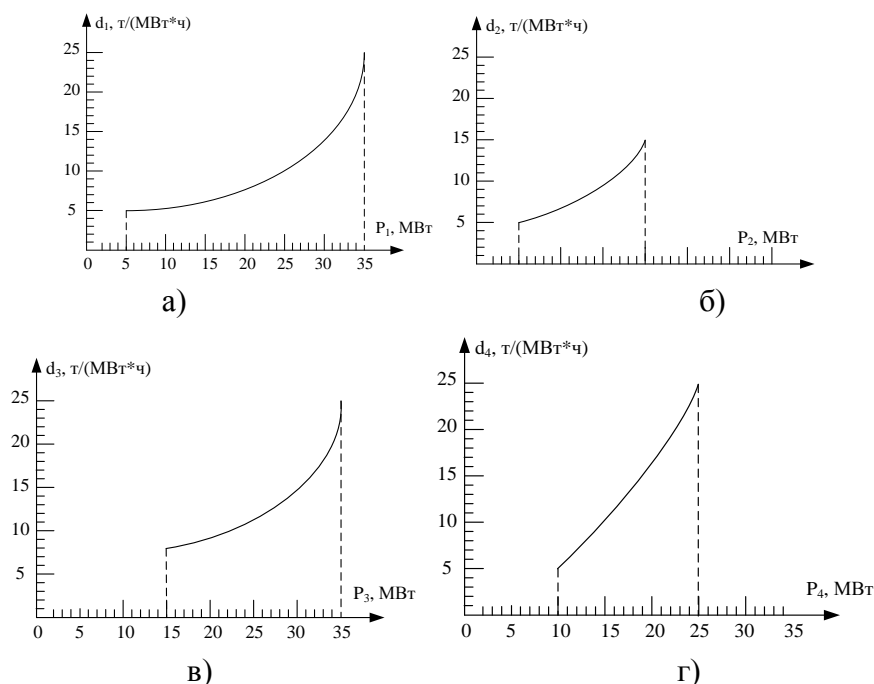 d₁, т/(МВт*ч)
25
20
15
10
5
P₁, МВт
0 5 10 15 20 25 30 35
а)
d₂, т/(МВт*ч)
25
20
15
10
5
P₂, МВт
б)
d₃, т/(МВт*ч)
25
20
10
5
P₃, МВт
0 5 10 15 20 25 30 35
в)
d₄, т/(МВт*ч)
25
20
15
10
5
P₄, МВт
0 5 10 15 20 25 35
г)